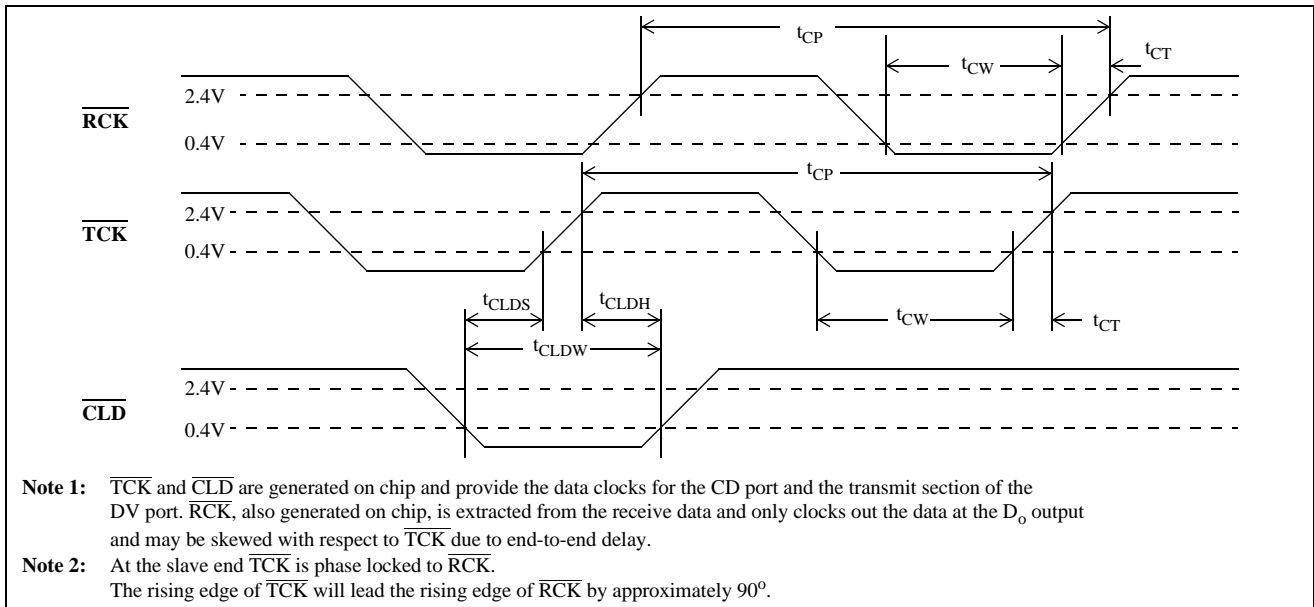 tCP
tCW
tCT
2.4V
RCK
0.4V
tCP
2.4V
TCK
0.4V
tCLDS
tCLDH
tCW
tCT
tCLDW
2.4V
CLD
0.4V
Note 1: TCK and CLD are generated on chip and provide the data clocks for the CD port and the transmit section of the
DV port. RCK, also generated on chip, is extracted from the receive data and only clocks out the data at the Do output
and may be skewed with respect to TCK due to end-to-end delay.
Note 2: At the slave end TCK is phase locked to RCK.
The rising edge of TCK will lead the rising edge of RCK by approximately 90o.